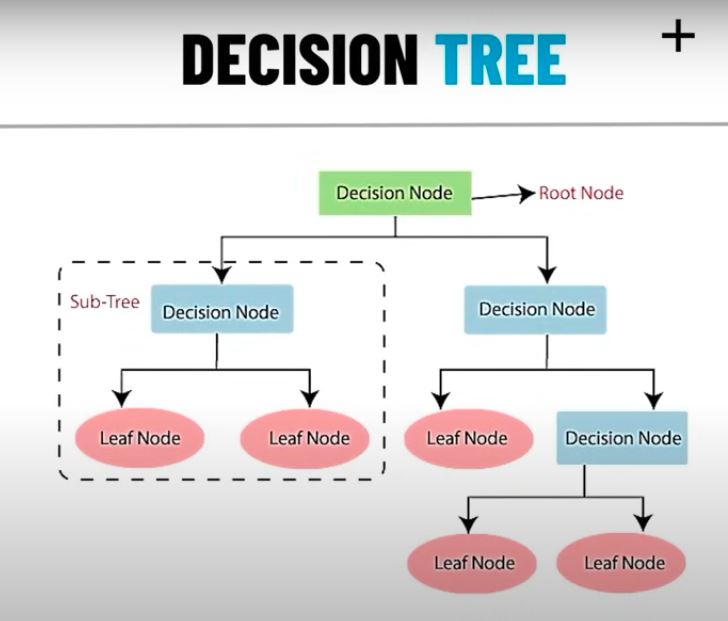 DECISION TREE
+
Decision Node
Root Node
Sub-Tree
Decision Node
Decision Node
Leaf Node
Leaf Node
Leaf Node
Decision Node
Leaf Node
Leaf Node